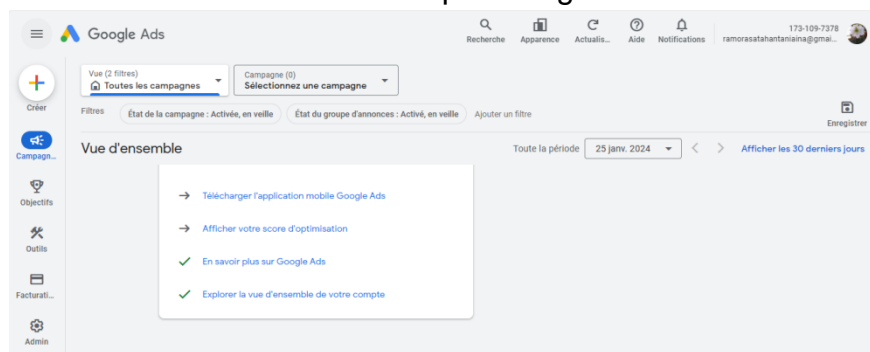 Google Ads
Recherche
Apparence
Actualis...
Aide
Notifications
173-109-7378
ramorasatahantaniaina@gmai...
Créer
Vue (2 filtres)
Toutes les campagnes
Campagne (0)
Sélectionnez une campagne
Filtres
État de la campagne : Activée, en veille
État du groupe d'annonces : Activé, en veille
Ajouter un filtre
Enregistrer
Campagn...
Vue d'ensemble
Toute la période
25 janv. 2024
Afficher les 30 derniers jours
Objectifs
Télécharger l'application mobile Google Ads
Afficher votre score d'optimisation
Outils
En savoir plus sur Google Ads
Explorer la vue d'ensemble de votre compte
Facturati...
Admin